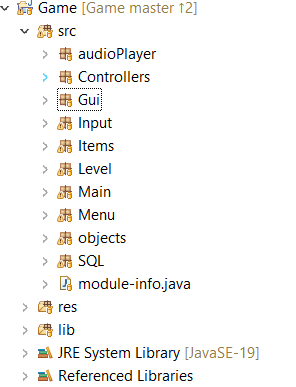 Game [Game master ↑2]
src
audioPlayer
Controllers
Gui
Input
Items
Level
Main
Menu
objects
SQL
module-info.java
res
lib
JRE System Library [JavaSE-19]
Referenced Libraries